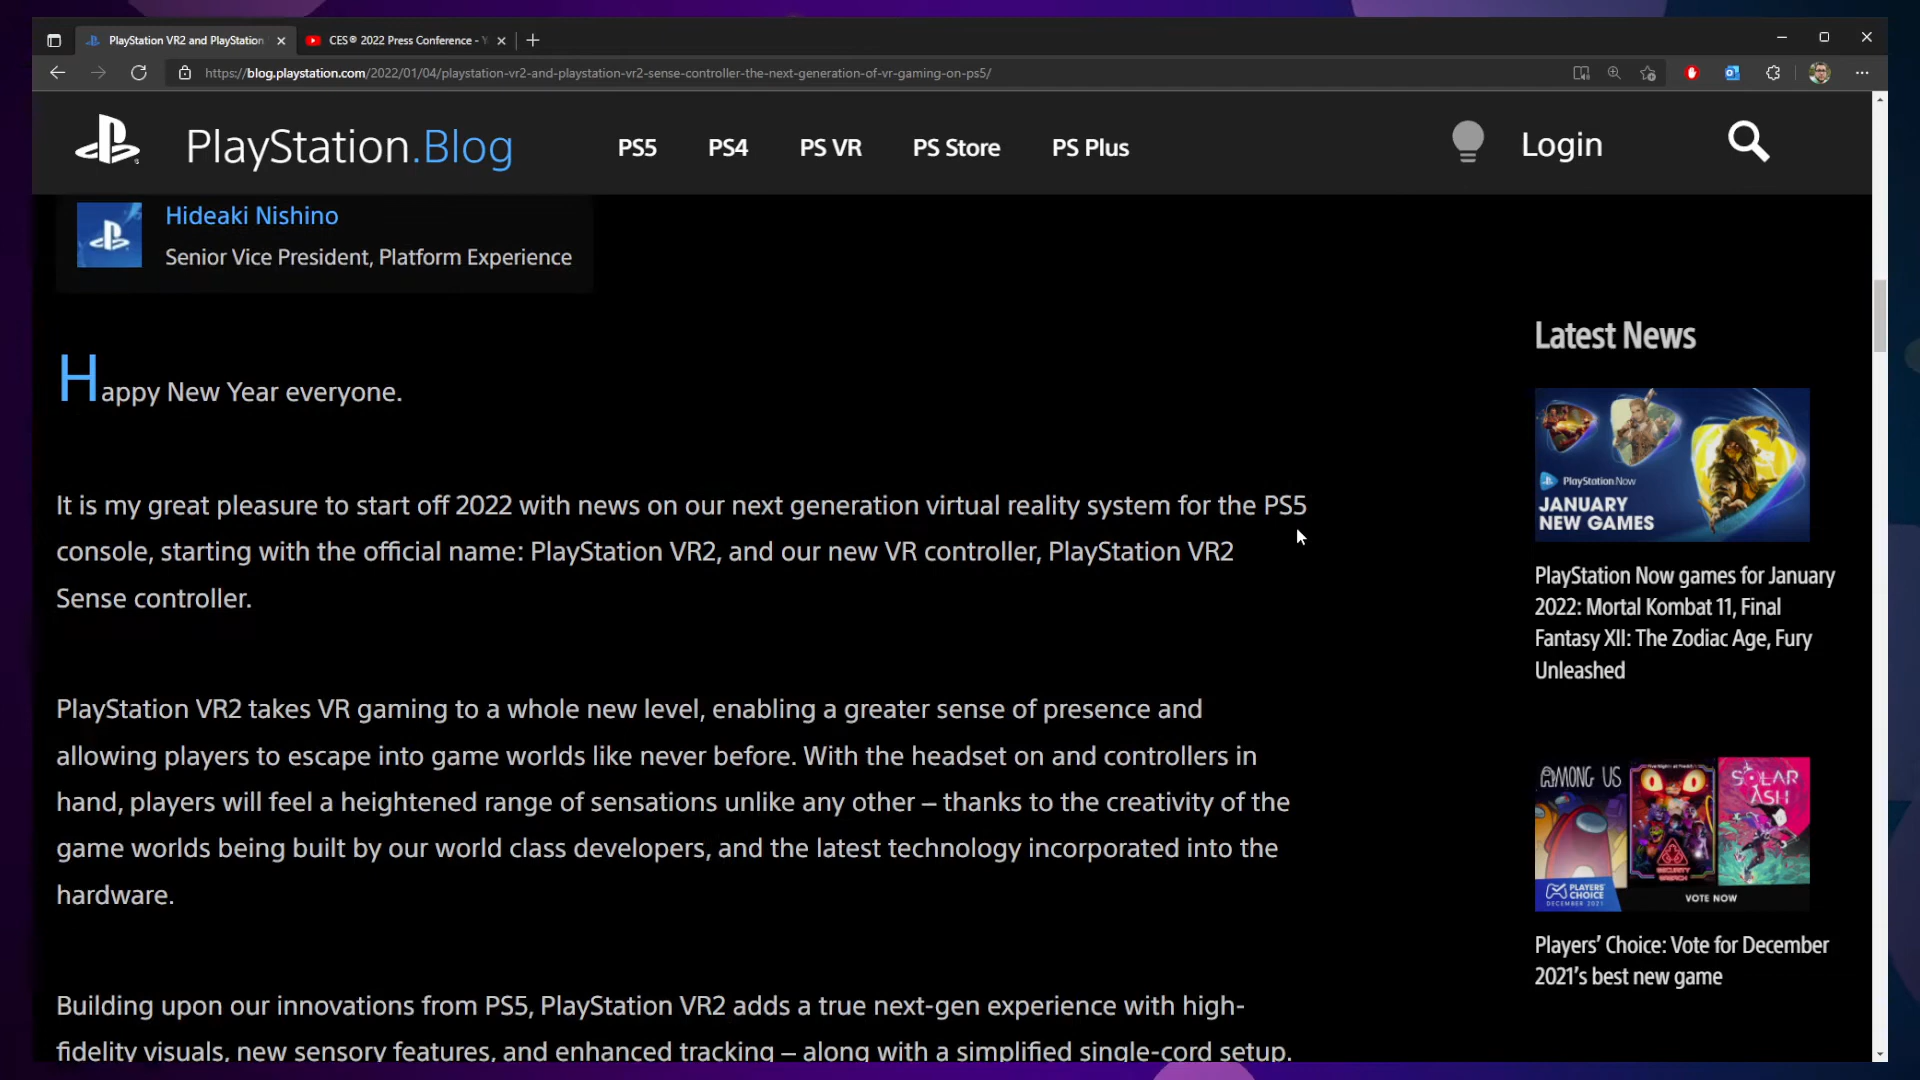 PlayStation VR2 and PlayStation
CES® 2022 Press Conference - Y
https://blog.playstation.com/2022/01/04/playstation-vr2-and-playstation-vr2-sense-controller-the-next-generation-of-vr-gaming-on-ps5/
PlayStation.Blog
PS5
PS4
PS VR
PS Store
PS Plus
Login
Hideaki Nishino
Senior Vice President, Platform Experience
Happy New Year everyone.
It is my great pleasure to start off 2022 with news on our next generation virtual reality system for the PS5
console, starting with the official name: PlayStation VR2, and our new VR controller, PlayStation VR2
Sense controller.
PlayStation VR2 takes VR gaming to a whole new level, enabling a greater sense of presence and
allowing players to escape into game worlds like never before. With the headset on and controllers in
hand, players will feel a heightened range of sensations unlike any other – thanks to the creativity of the
game worlds being built by our world class developers, and the latest technology incorporated into the
hardware.
Building upon our innovations from PS5, PlayStation VR2 adds a true next-gen experience with high-
fidelity visuals, new sensory features, and enhanced tracking – along with a simplified single-cord setup.
Latest News
PlayStation Now
JANUARY
NEW GAMES
PlayStation Now games for January
2022: Mortal Kombat 11, Final
Fantasy XII: The Zodiac Age, Fury
Unleashed
AMONG US
SECURITY
BREACH
SOLAR
ASH
PLAYERS'
CHOICE
DECEMBER 2021
VOTE NOW
Players’ Choice: Vote for December
2021’s best new game